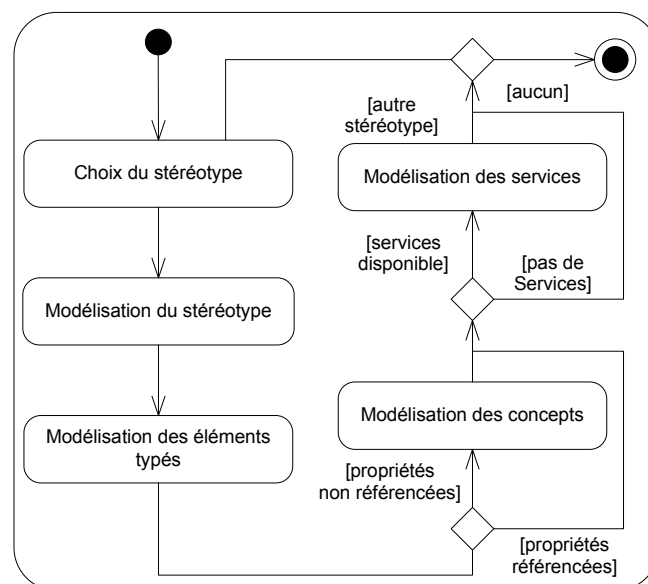 Choix du stéréotype
Modélisation du stéréotype
Modélisation des éléments
typés
[propriétés
non référencées]
[propriétés
référencées]
Modélisation des concepts
[services
disponible]
[pas de
Services]
Modélisation des services
[autre
stéréotype]
[aucun]